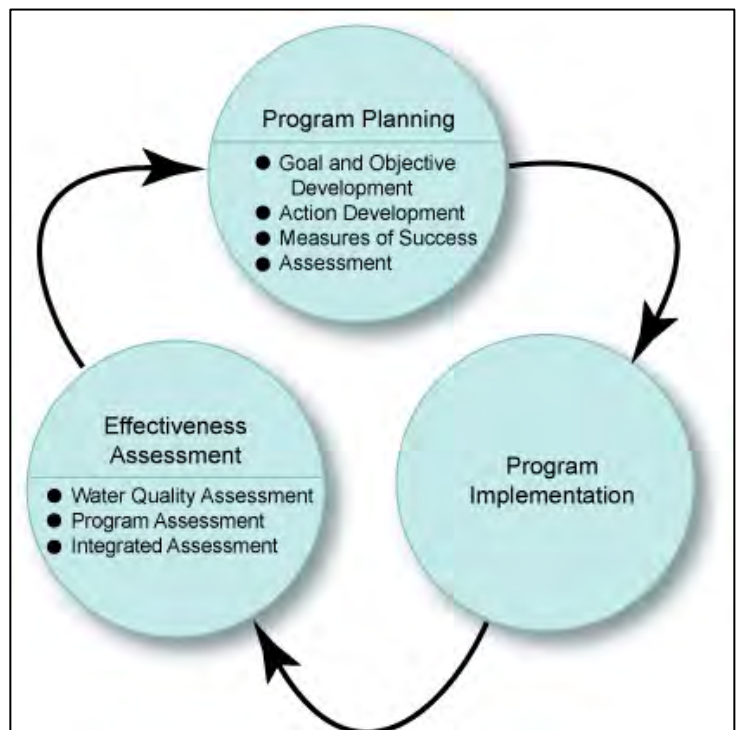 Program Planning
● Goal and Objective
Development
● Action Development
● Measures of Success
● Assessment
Effectiveness
Assessment
● Water Quality Assessment
● Program Assessment
● Integrated Assessment
Program
Implementation